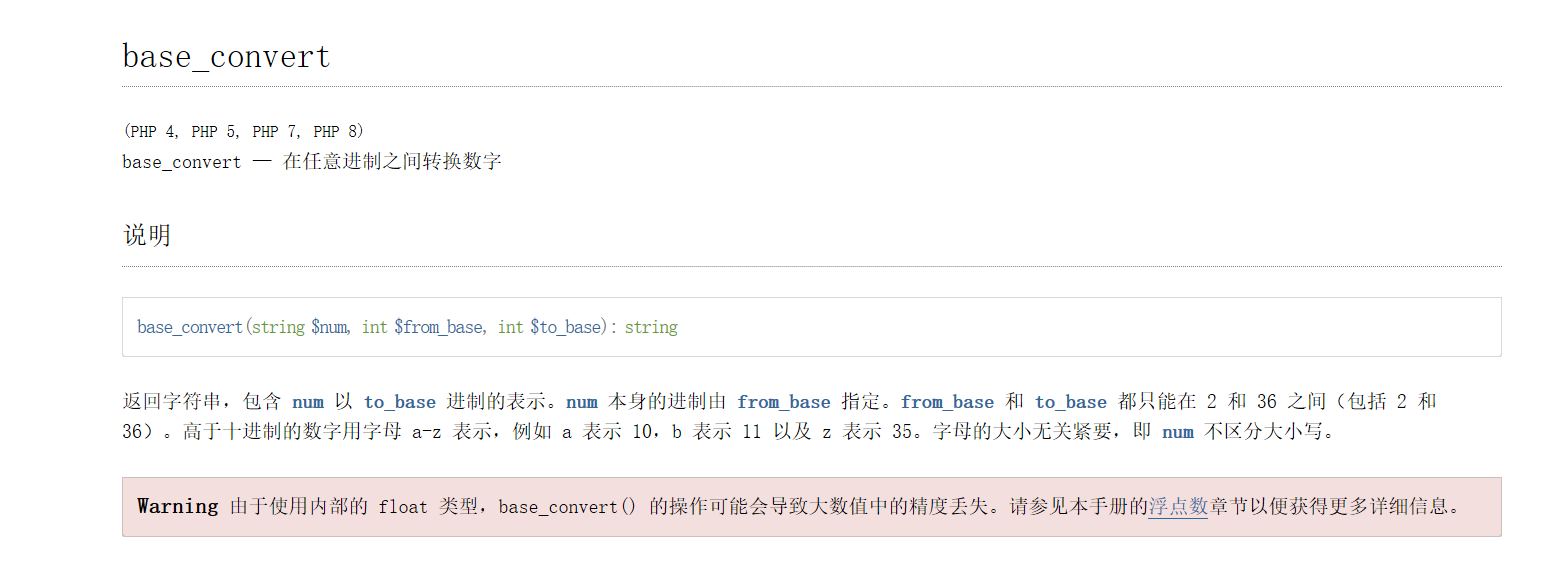 base_convert
(PHP 4, PHP 5, PHP 7, PHP 8)
base_convert — 在任意进制之间转换数字
说明
base_convert(string $num, int $from_base, int $to_base): string
返回字符串，包含 num 以 to_base 进制的表示。num 本身的进制由 from_base 指定。from_base 和 to_base 都只能在 2 和 36 之间（包括 2 和
36）。高于十进制的数字用字母 a-z 表示，例如 a 表示 10，b 表示 11 以及 z 表示 35。字母的大小无关紧要，即 num 不区分大小写。
Warning 由于使用内部的 float 类型，base_convert() 的操作可能会导致大数值中的精度丢失。请参见本手册的浮点数章节以便获得更多详细信息。